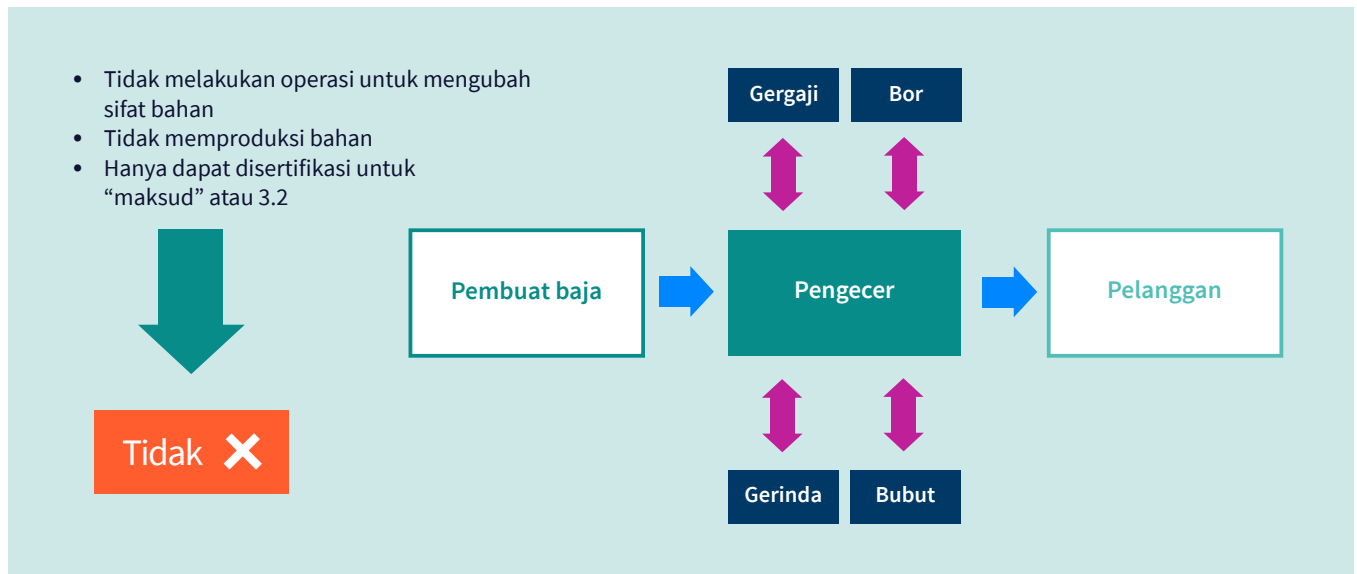 • Tidak melakukan operasi untuk mengubah
sifat bahan
• Tidak memproduksi bahan
• Hanya dapat disertifikasi untuk
“maksud” atau 3.2
Tidak
Gergaji
Bor
Pembuat baja
Pengecer
Pelanggan
Gerinda
Bubut